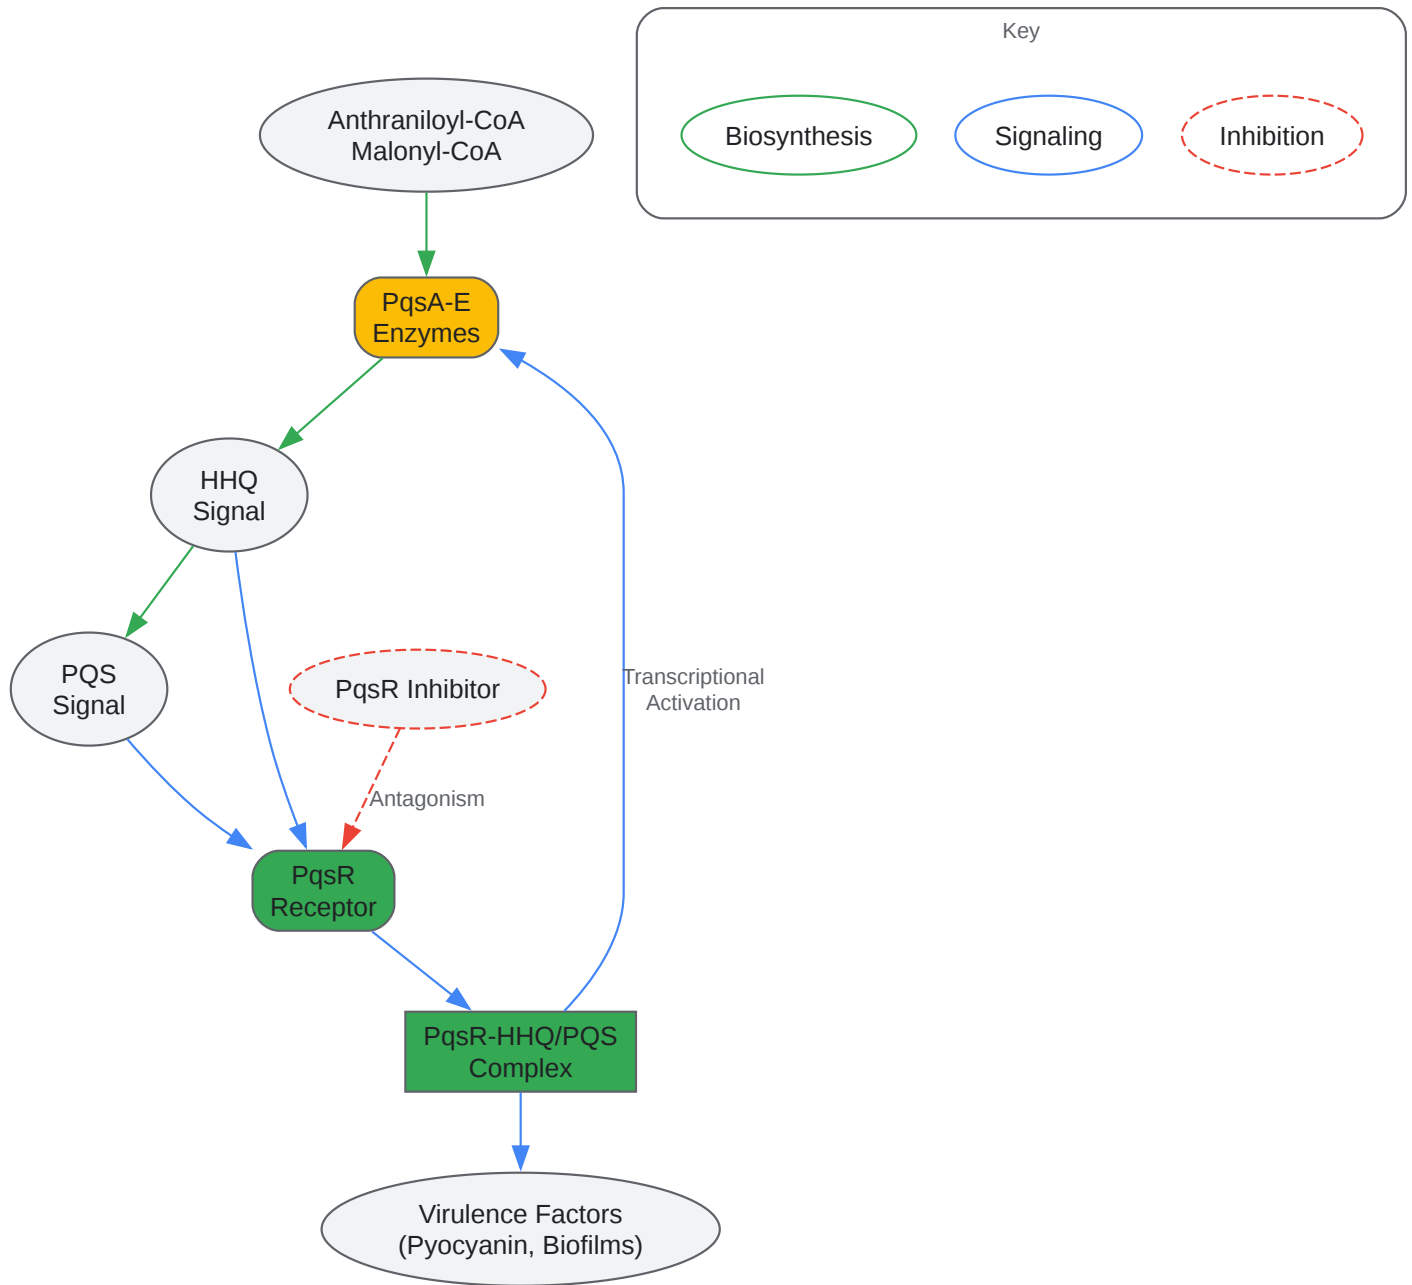 Key
Biosynthesis
Signaling
Inhibition
Anthraniloyl-CoA
Malonyl-CoA
PqsA-E
Enzymes
HHQ
Signal
PQS
Signal
PqsR Inhibitor
Transcriptional
Activation
Antagonism
PqsR
Receptor
PqsR-HHQ/PQS
Complex
Virulence Factors
(Pyocyanin, Biofilms)